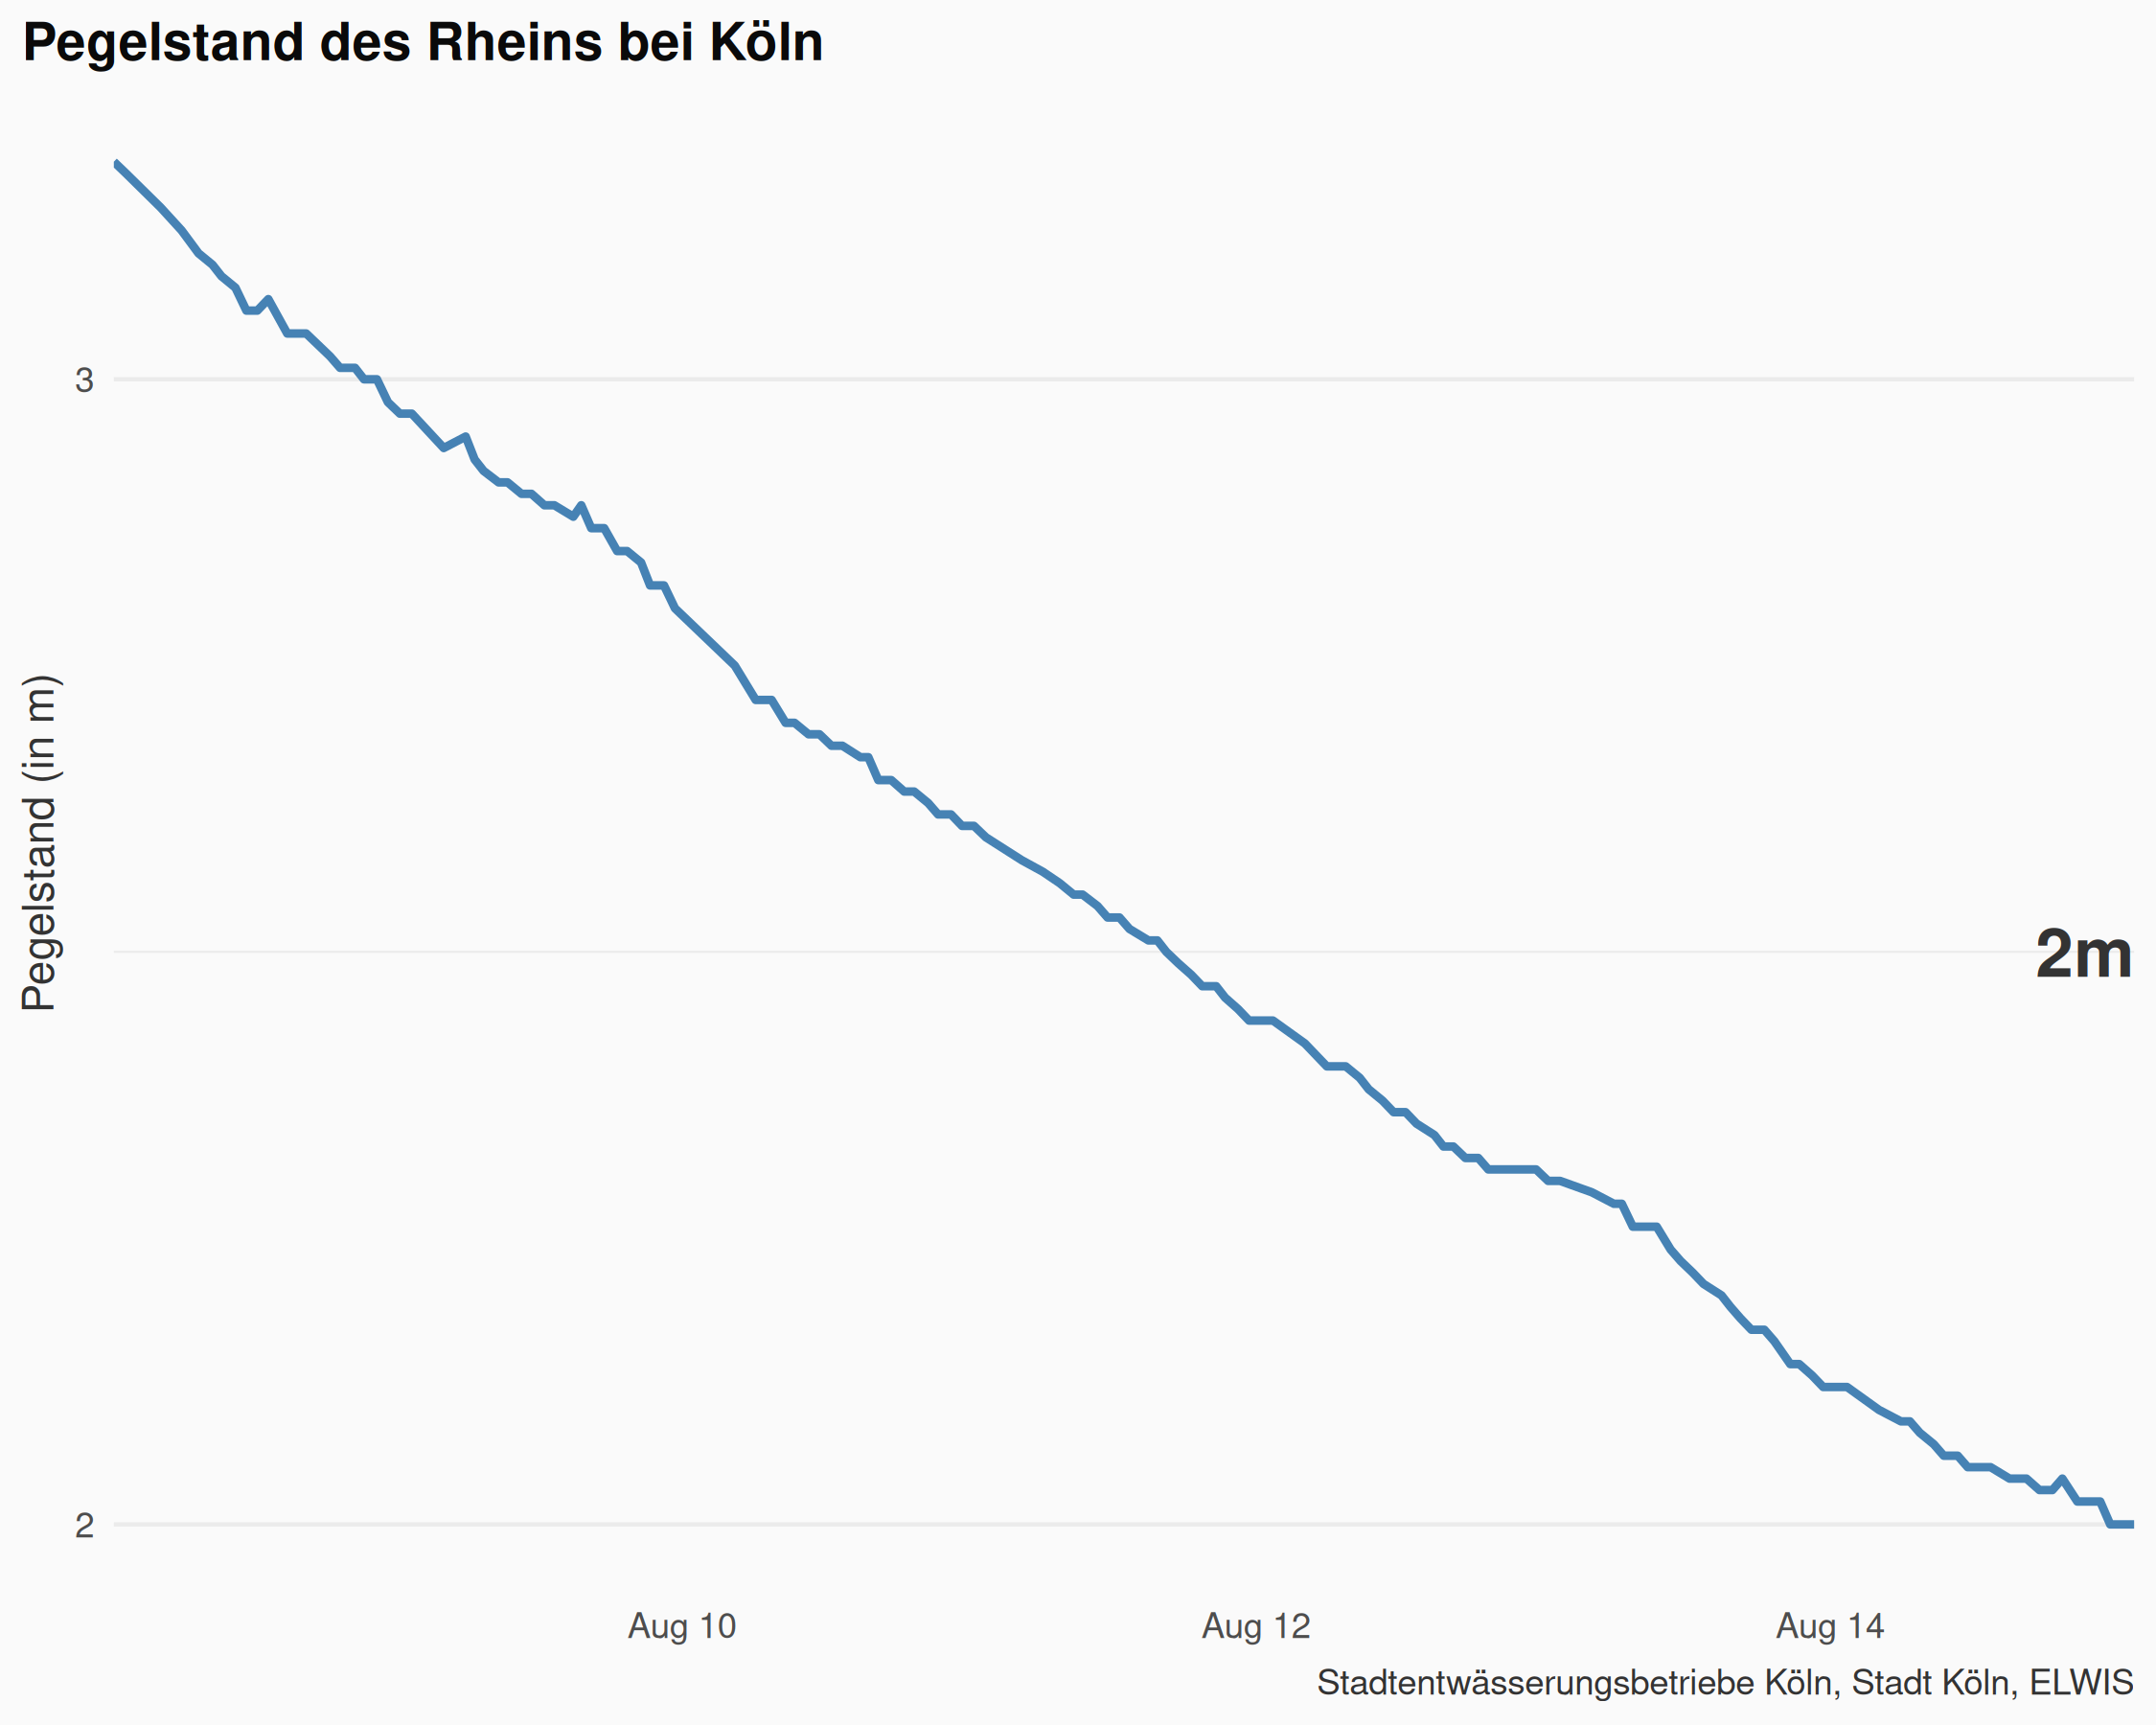 Pegelstand des Rheins bei Köln
Pegelstand (in m)
3
2m
2
Aug 10
Aug 12
Aug 14
Stadtentwässerungsbetriebe Köln, Stadt Köln, ELWIS